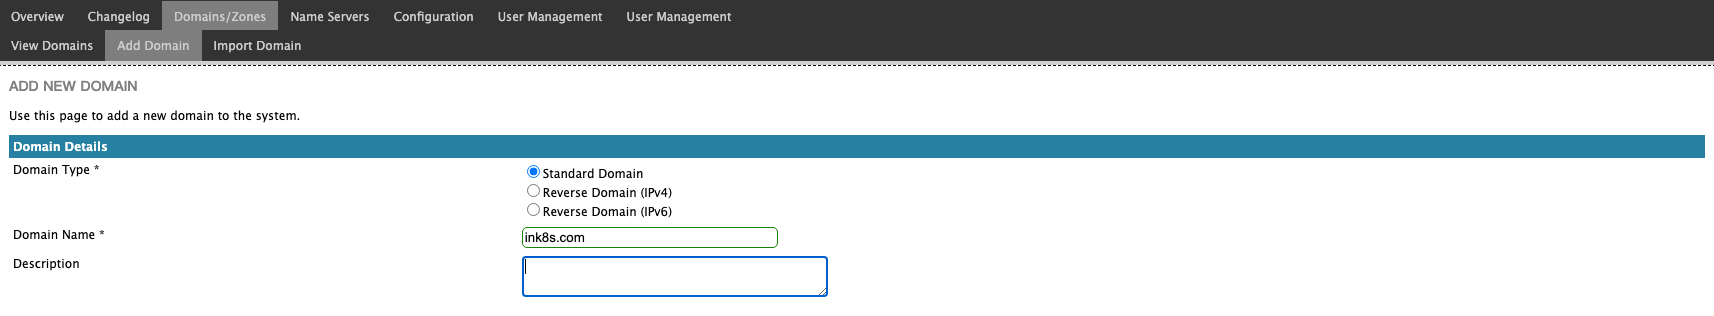 Overview Changelog Domains/Zones Name Servers Configuration User Management User Management
View Domains Add Domain Import Domain
ADD NEW DOMAIN
Use this page to add a new domain to the system.
Domain Details
Domain Type * Standard Domain
Reverse Domain (IPv4)
Reverse Domain (IPv6)
Domain Name * ink8s.com
Description